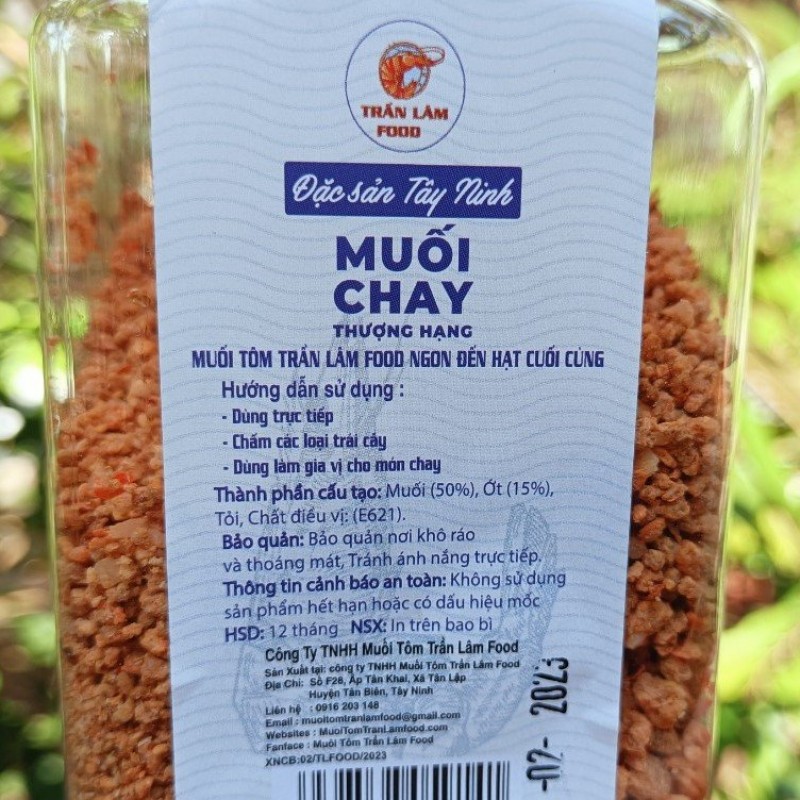 TRẦN LÂM
FOOD
Đặc sản Tây Ninh
MUỐI
CHAY
THƯỢNG HẠNG
MUỐI TÔM TRẦN LÂM FOOD NGON ĐẾN HẠT CUỐI CÙNG
Hướng dẫn sử dụng :
- Dùng trực tiếp
- Chấm các loại trái cây
- Dùng làm gia vị cho món chay
Thành phần cấu tạo: Muối (50%), Ớt (15%),
Tỏi, Chất điều vị: (E621).
Bảo quản: Bảo quản nơi khô ráo
và thoáng mát, Tránh ánh nắng trực tiếp.
Thông tin cảnh báo an toàn: Không sử dụng
sản phẩm hết hạn hoặc có dấu hiệu mốc
HSD: 12 tháng NSX: In trên bao bì
Công Ty TNHH Muối Tôm Trần Lâm Food
Sản Xuất tại: công ty TNHH Muối Tôm Trần Lâm Food
Địa Chỉ: Số F26, Ấp Tân Khai, Xã Tân Lập
Huyện Tân Biên, Tây Ninh
Liên hệ : 0916 203 148
Email : muoitomtranlamfood@gmail.com
Websites : MuoiTomTranLamfood.com
Fanface : Muối Tôm Trần Lâm Food
XNCB:02/TLFOOD/2023
-02- 2023